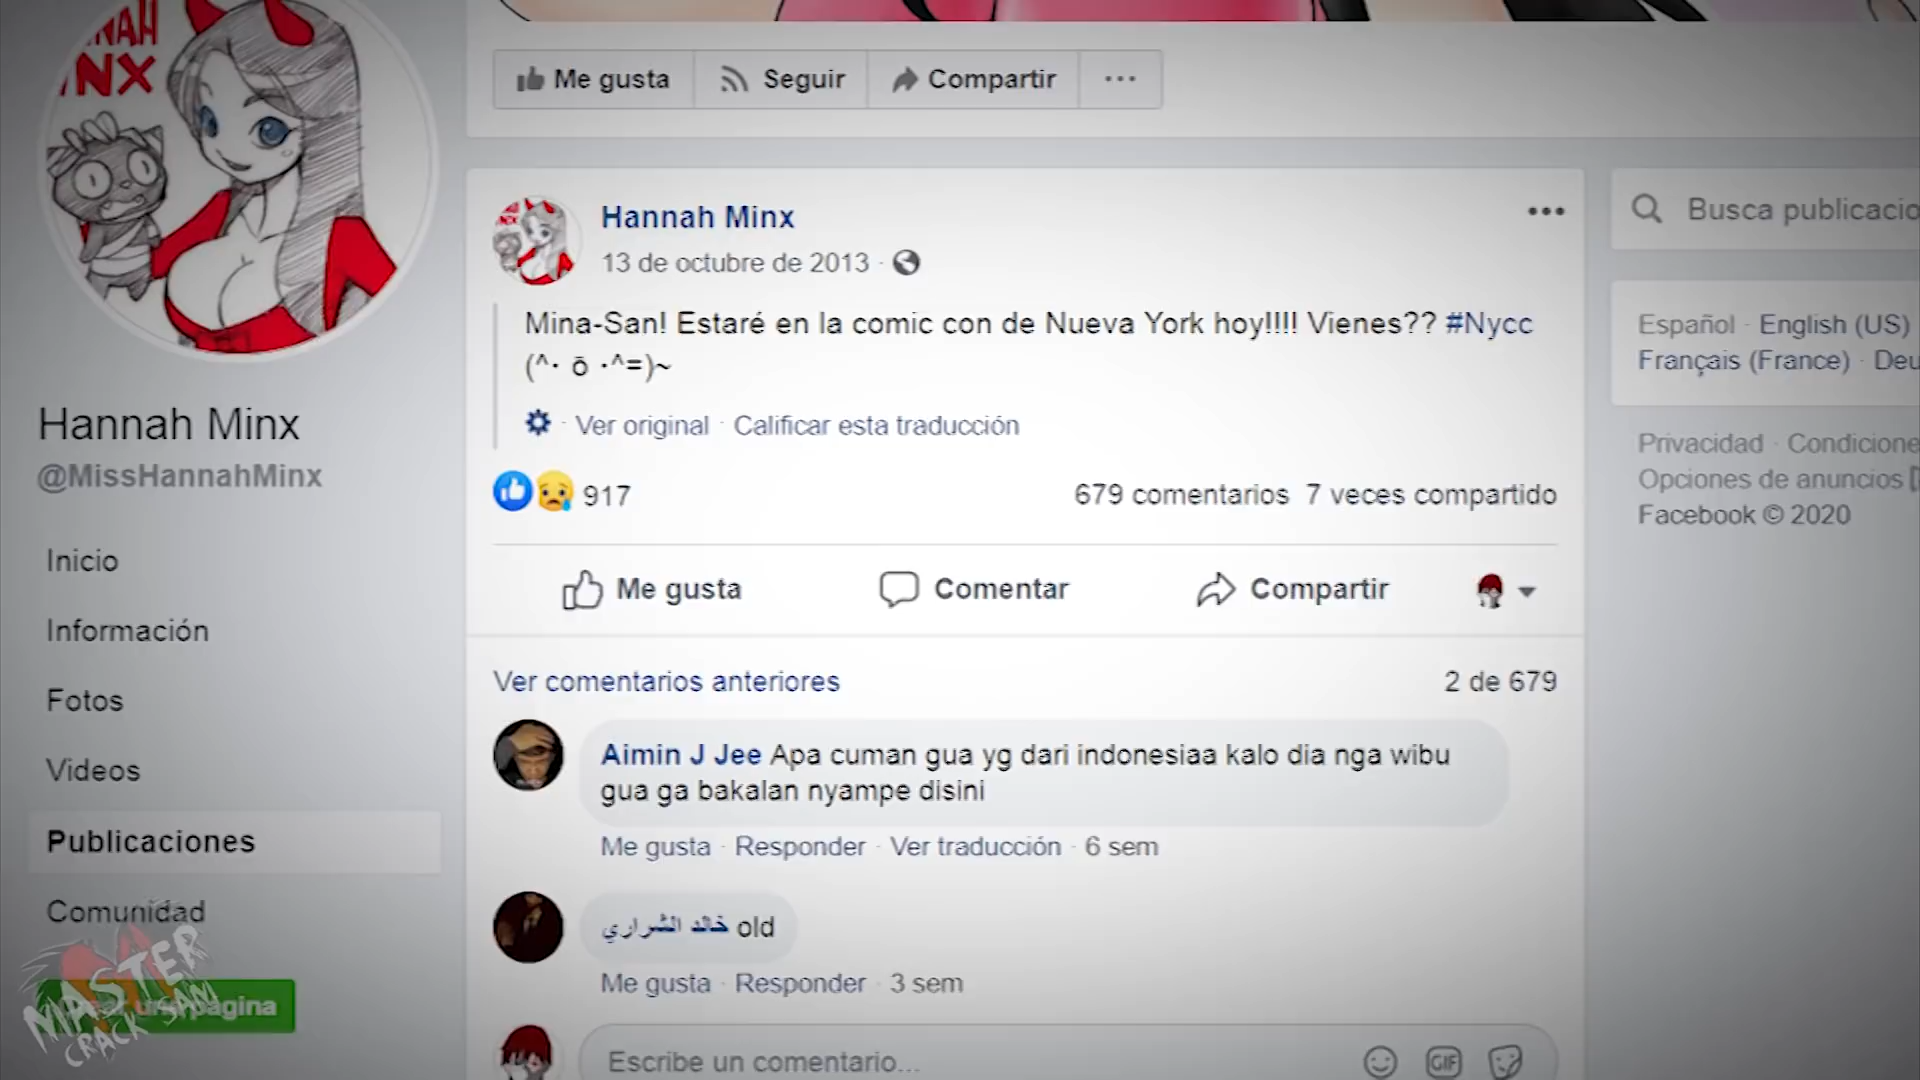 NNAH
MINX
Me gusta
Seguir
Compartir
Hannah Minx
13 de octubre de 2013
Busca publicacio
Mina-San! Estaré en la comic con de Nueva York hoy!!!! Vienes?? #Nycc
(^· ō ·^=)~
Ver original · Calificar esta traducción
Español · English (US)
Français (France) · Deu
Privacidad · Condicione
Opciones de anuncios
Facebook © 2020
917
679 comentarios 7 veces compartido
Hannah Minx
@MissHannahMinx
Inicio
Información
Fotos
Videos
Publicaciones
Comunidad
Me gusta
Comentar
Compartir
Ver comentarios anteriores
2 de 679
Aimin J Jee Apa cuman gua yg dari indonesiaa kalo dia nga wibu
gua ga bakalan nyampe disini
Me gusta · Responder · Ver traducción · 6 sem
خالد الشراري old
Me gusta · Responder · 3 sem
Escribe un comentario...
GIF
MASTER
CRACK SAN
página